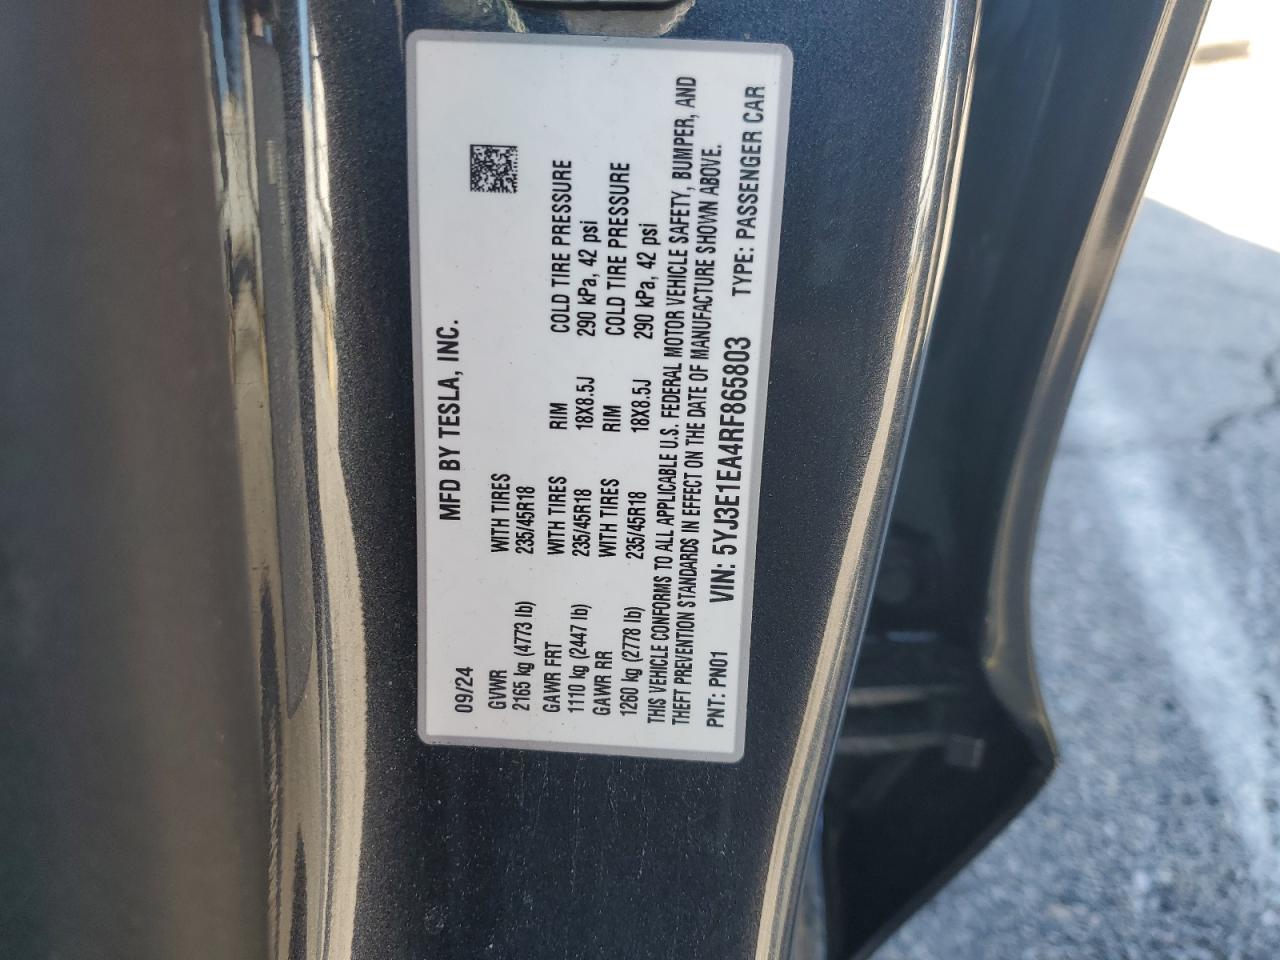 MFD BY TESLA, INC.
09/24
GVWR WITH TIRES
2165 kg (4773 lb) 235/45R18
GAWR FRT WITH TIRES RIM COLD TIRE PRESSURE
1110 kg (2447 lb) 235/45R18 18X8.5J 290 kPa, 42 psi
GAWR RR WITH TIRES RIM COLD TIRE PRESSURE
1260 kg (2778 lb) 235/45R18 18X8.5J 290 kPa, 42 psi
THIS VEHICLE CONFORMS TO ALL APPLICABLE U.S. FEDERAL MOTOR VEHICLE SAFETY, BUMPER, AND
THEFT PREVENTION STANDARDS IN EFFECT ON THE DATE OF MANUFACTURE SHOWN ABOVE.
PNT: PN01 VIN: 5YJ3E1EA4RF865803 TYPE: PASSENGER CAR